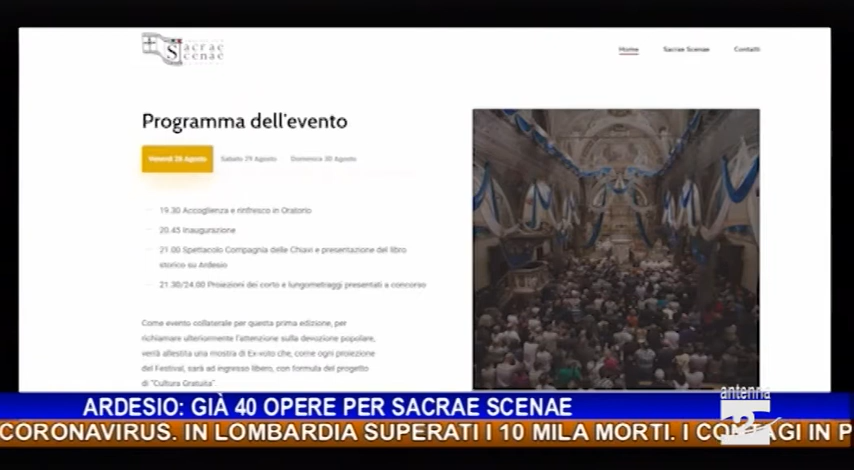 Sacrae
Scenae
Home Sacrae Scenae Contatti
Programma dell'evento
Venerdì 28 Agosto Sabato 29 Agosto Domenica 30 Agosto
19.30 Accoglienza e rinfresco in Oratorio
20.45 Inaugurazione
21.00 Spettacolo Compagnia delle Chiavi e presentazione del libro
storico su Ardesio
21.30/24.00 Proiezioni dei corto e lungometraggi presentati a concorso
Come evento collaterale per questa prima edizione, per
richiamare ulteriormente l'attenzione sulla devozione popolare,
verrà allestita una mostra di Ex-voto che, come ogni proiezione
del Festival, sarà ad ingresso libero, con formula del progetto
di "Cultura Gratuita".
antenna
2
ARDESIO: GIÀ 40 OPERE PER SACRAE SCENAE
CORONAVIRUS. IN LOMBARDIA SUPERATI I 10 MILA MORTI. I CONTAGI IN P